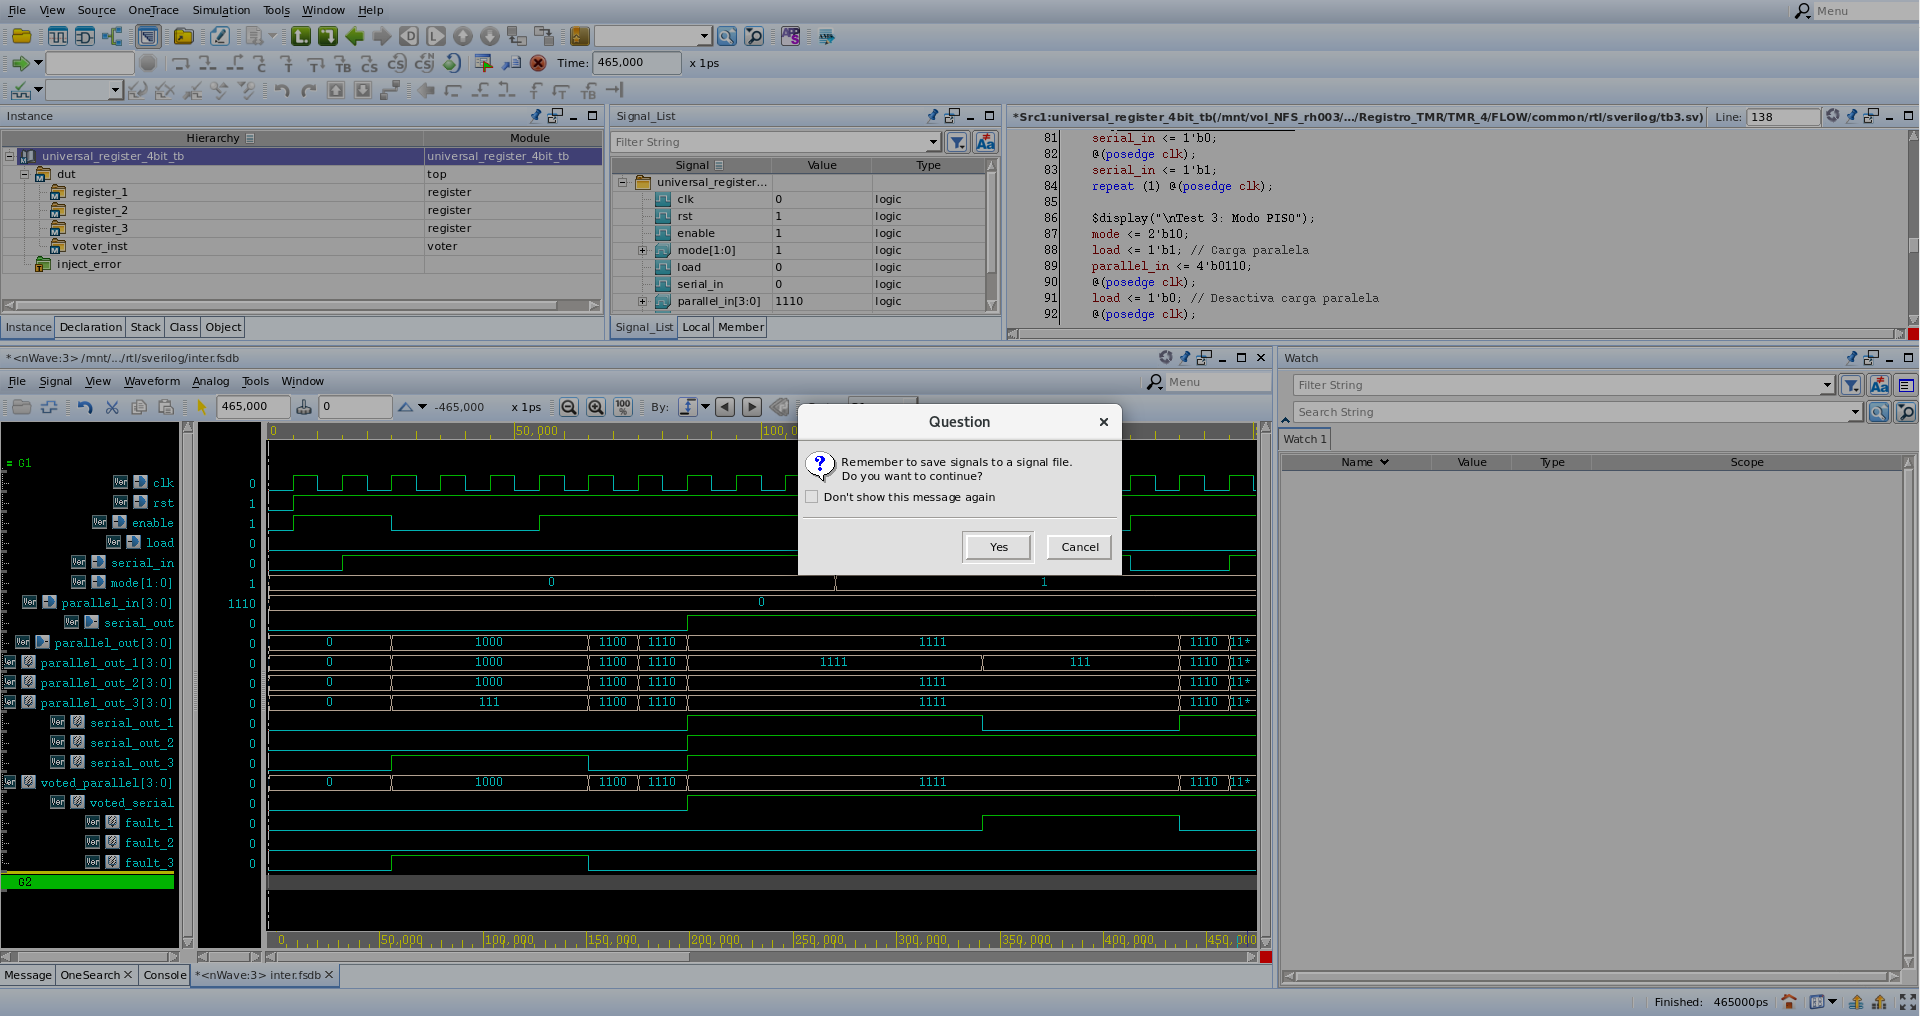 File View Source OneTrace Simulation Tools Window Help Menu
Time: 465,000 x 1ps
Instance
Hierarchy Module
universal_register_4bit_tb universal_register_4bit_tb
dut top
register_1 register
register_2 register
register_3 register
voter_inst voter
inject_error
Instance Declaration Stack Class Object
Signal_List
Filter String
Signal Value Type
universal_register...
clk 0 logic
rst 1 logic
enable 1 logic
mode[1:0] 1 logic
load 0 logic
serial_in 0 logic
parallel_in[3:0] 1110 logic
Signal_List Local Member
*Src1:universal_register_4bit_tb(/mnt/vol_NFS_rh003/.../Registro_TMR/TMR_4/FLOW/common/rtl/sverilog/tb3.sv) Line: 138
81 serial_in <= 1'b0;
82 @(posedge clk);
83 serial_in <= 1'b1;
84 repeat (1) @(posedge clk);
85
86 $display("\nTest 3: Modo PISO");
87 mode <= 2'b10;
88 load <= 1'b1; // Carga paralela
89 parallel_in <= 4'b0110;
90 @(posedge clk);
91 load <= 1'b0; // Desactiva carga paralela
92 @(posedge clk);
*<nWave:3> /mnt/.../rtl/sverilog/inter.fsdb
File Signal View Waveform Analog Tools Window Menu
465,000 0 -465,000 x 1ps 100 % By:
0 50,000 100,
G1
clk 0
rst 1
enable 1
load 0
serial_in 0
mode[1:0] 1 0 1
parallel_in[3:0] 1110 0
serial_out 0
parallel_out[3:0] 0 0 1000 1100 1110 1111 1110 11*
parallel_out_1[3:0] 0 0 1000 1100 1110 1111 111 1110 11*
parallel_out_2[3:0] 0 0 1000 1100 1110 1111 1110 11*
parallel_out_3[3:0] 0 0 111 1100 1110 1111 1110 11*
serial_out_1 0
serial_out_2 0
serial_out_3 0
voted_parallel[3:0] 0 0 1000 1100 1110 1111 1110 11*
voted_serial 0
fault_1 0
fault_2 0
fault_3 0
G2
0 50,000 100,000 150,000 200,000 250,000 300,000 350,000 400,000 450,000
Message OneSearch Console *<nWave:3> inter.fsdb
Question
Remember to save signals to a signal file.
Do you want to continue?
Don't show this message again
Yes Cancel
Watch
Filter String
Search String
Watch 1
Name Value Type Scope
Finished: 465000ps